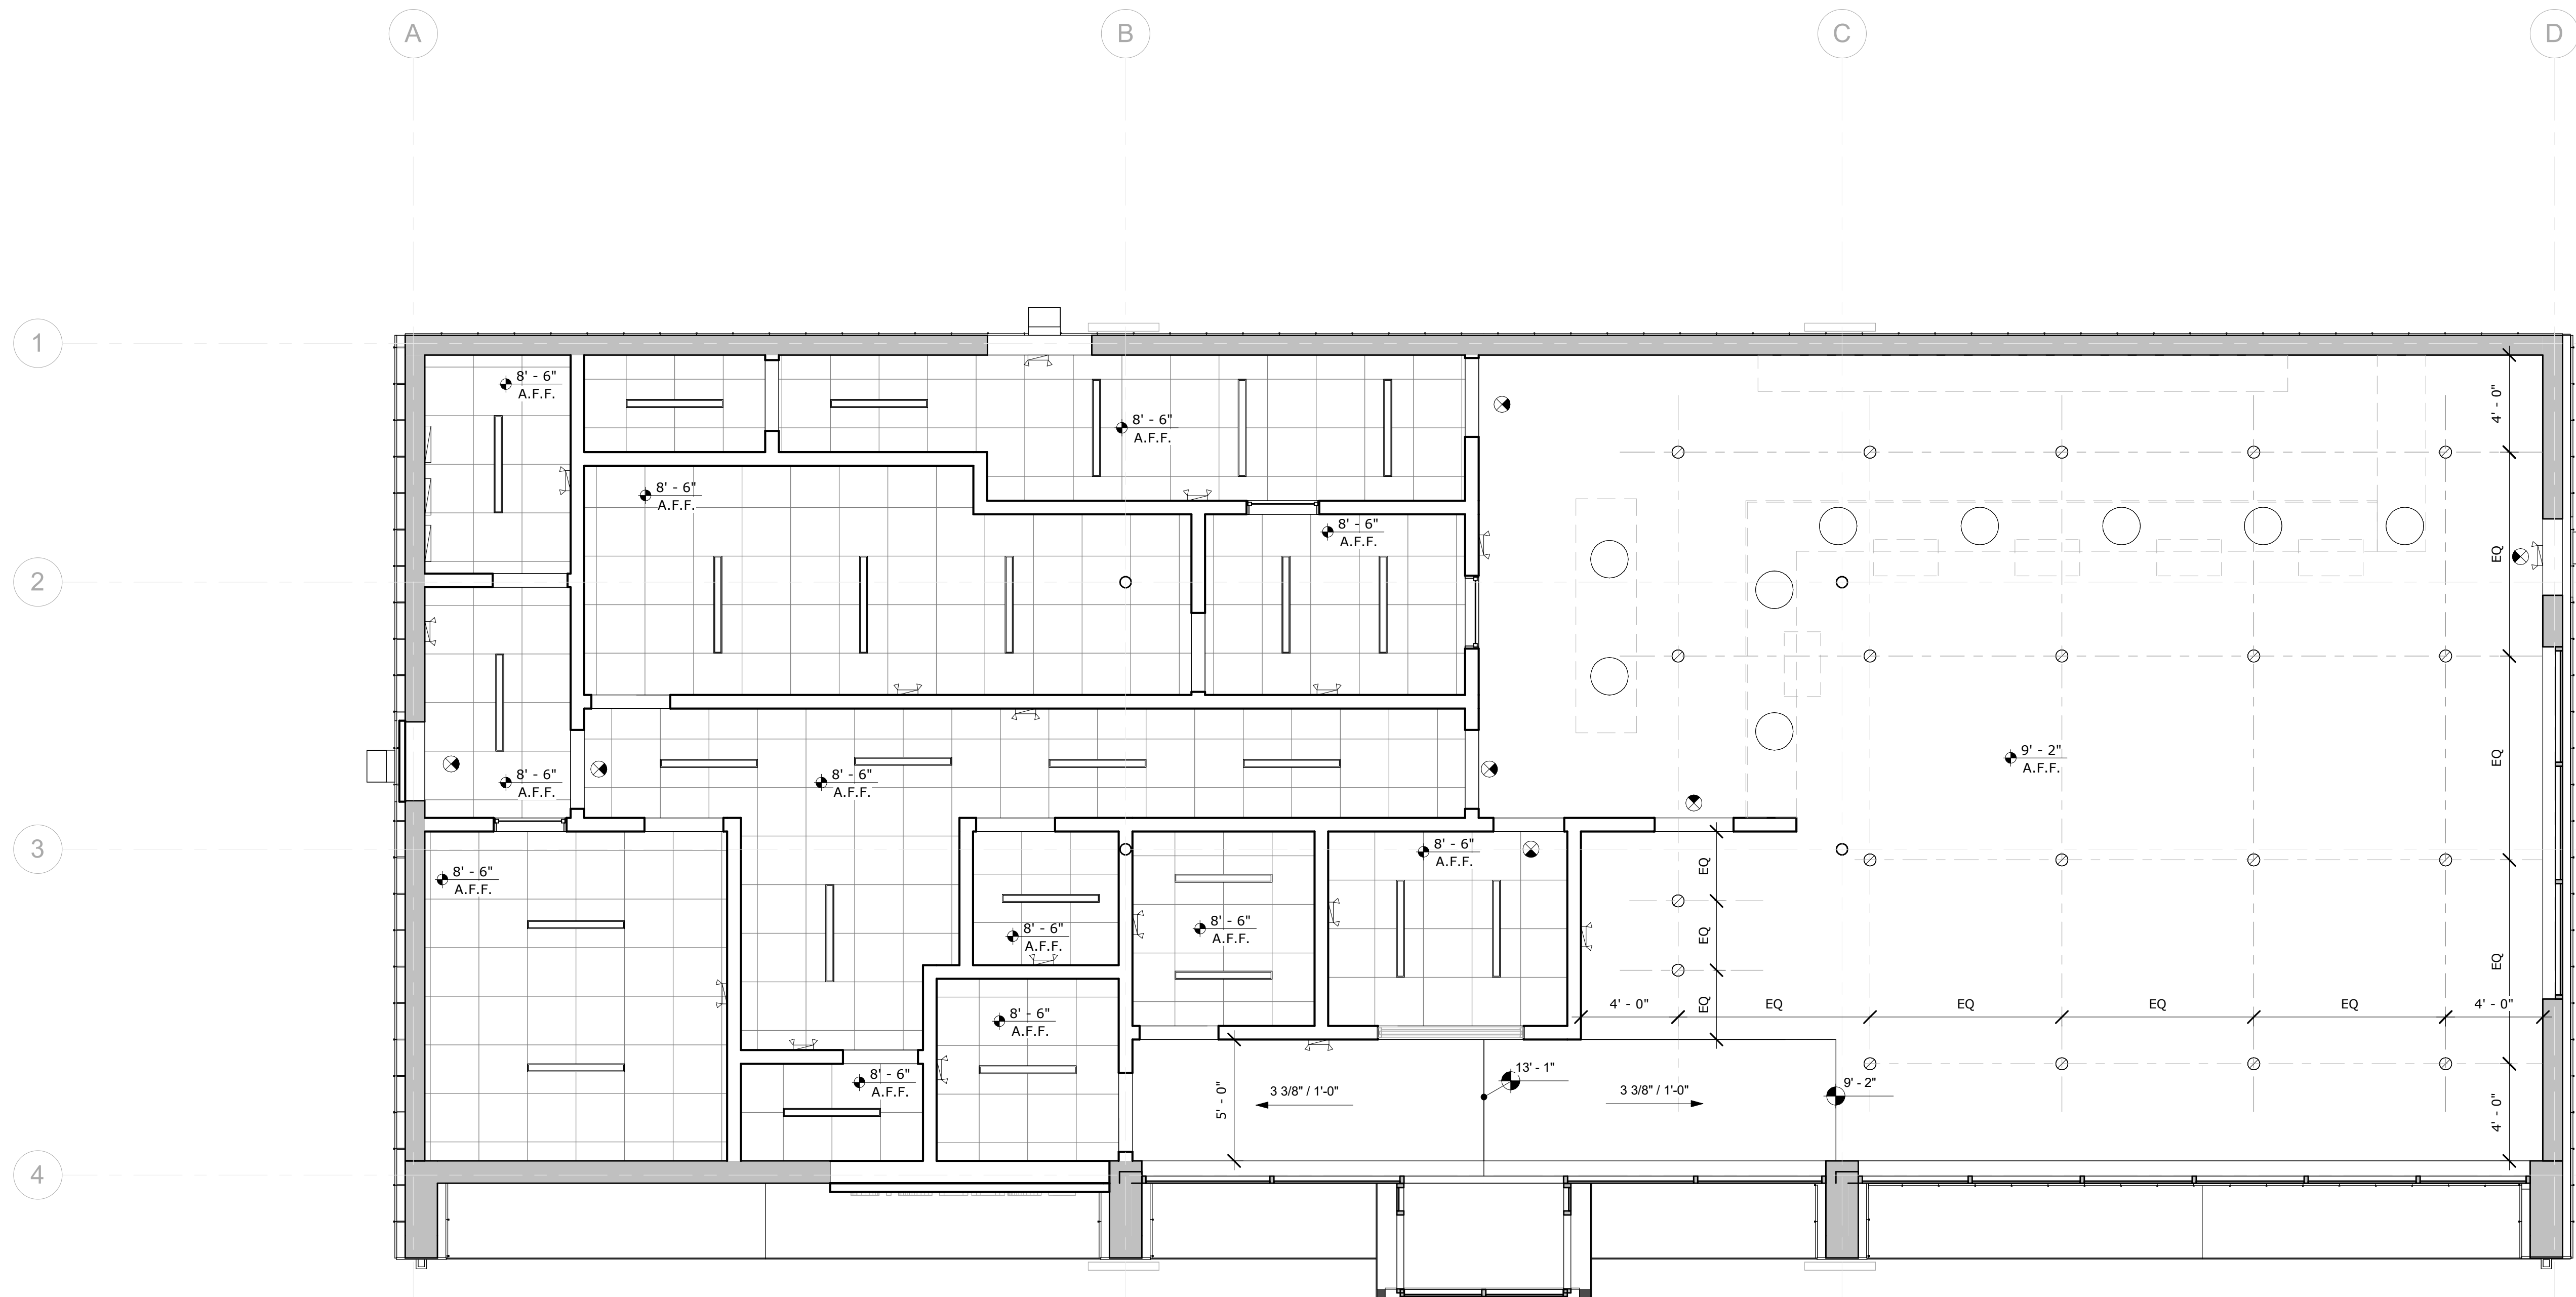 A
B
C
D
1
8' - 6"
A.F.F.
4' - 0"
8' - 6"
A.F.F.
8' - 6"
A.F.F.
8' - 6"
A.F.F.
EQ
2
9' - 2"
A.F.F.
EQ
8' - 6"
A.F.F.
8' - 6"
A.F.F.
3
8' - 6"
A.F.F.
EQ
8' - 6"
A.F.F.
8' - 6"
A.F.F.
8' - 6"
A.F.F.
EQ
EQ
4' - 0"
EQ
EQ
EQ
EQ
4' - 0"
EQ
8' - 6"
A.F.F.
13' - 1"
8' - 6"
A.F.F.
9' - 2"
3 3/8" / 1'-0"
3 3/8" / 1'-0"
5' - 0"
4' - 0"
4